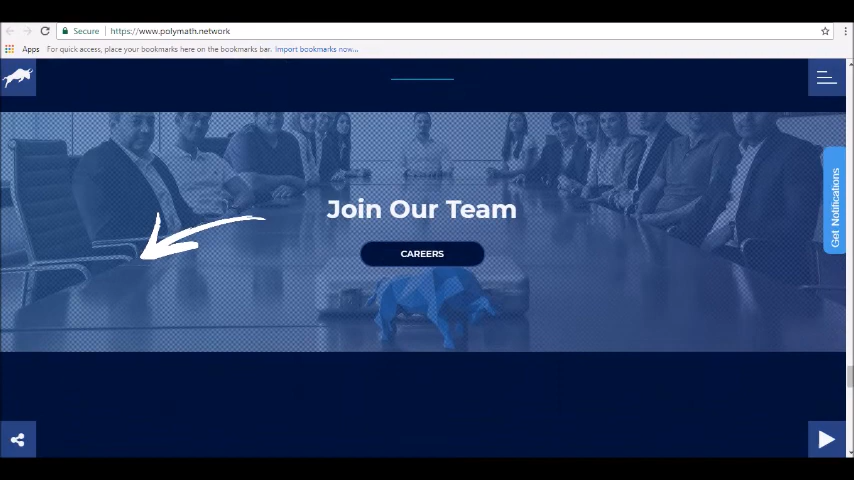 Secure
https://www.polymath.network
Apps
For quick access, place your bookmarks here on the bookmarks bar. Import bookmarks now...
Join Our Team
CAREERS
Get Notifications